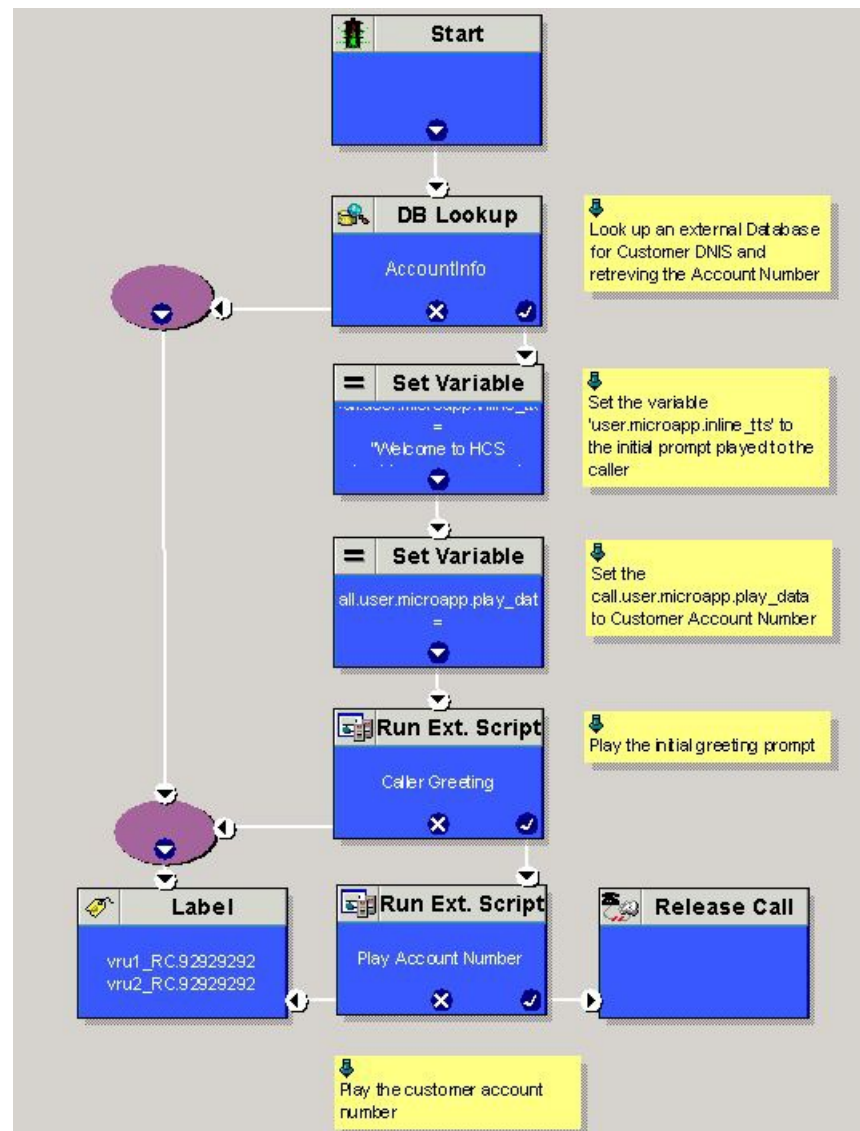 Start
DB Lookup
AccountInfo
Look up an external Database
for Customer DNIS and
retreving the Account Number
Set Variable
=
"Welcome to HCS
Set the variable
'user.microapp.inline_tts' to
the initial prompt played to the
caller
Set Variable
all.user.microapp.play_dat
=
Set the
call.user.microapp.play_data
to Customer Account Number
Run Ext. Script
Caller Greeting
Play the initial greeting prompt
Label
vru1_RC.92929292
vru2_RC.92929292
Run Ext. Script
Play Account Number
Release Call
Play the customer account
number